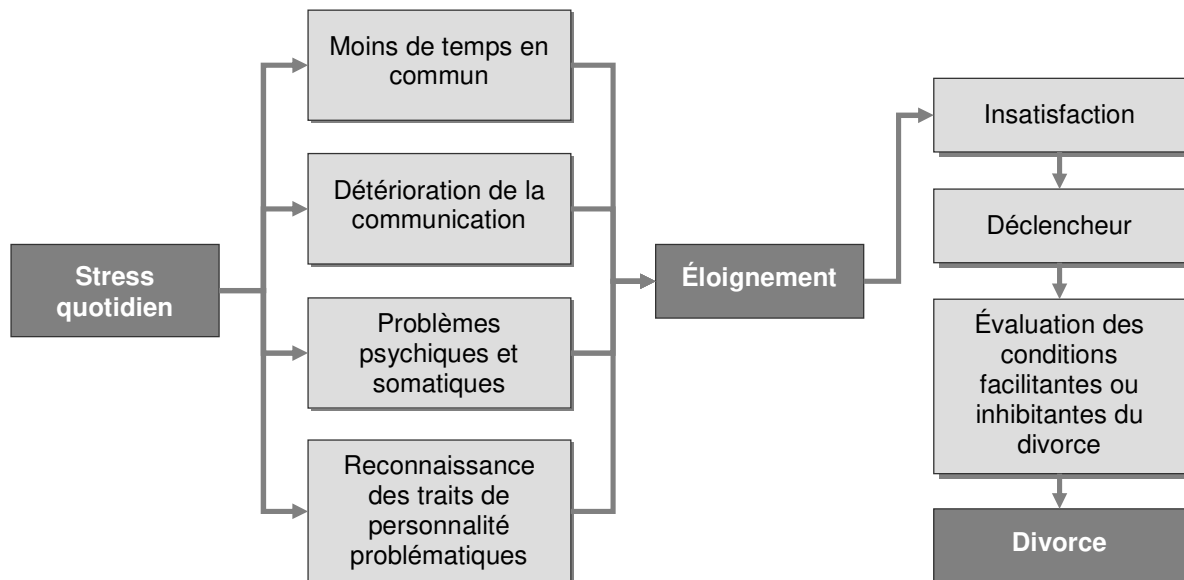 Moins de temps en
commun
Détérioration de la
communication
Stress
quotidien
Problèmes
psychiques et
somatiques
Reconnaissance
des traits de
personnalité
problématiques
Éloignement
Insatisfaction
Déclencheur
Évaluation des
conditions
facilitantes ou
inhibitantes du
divorce
Divorce